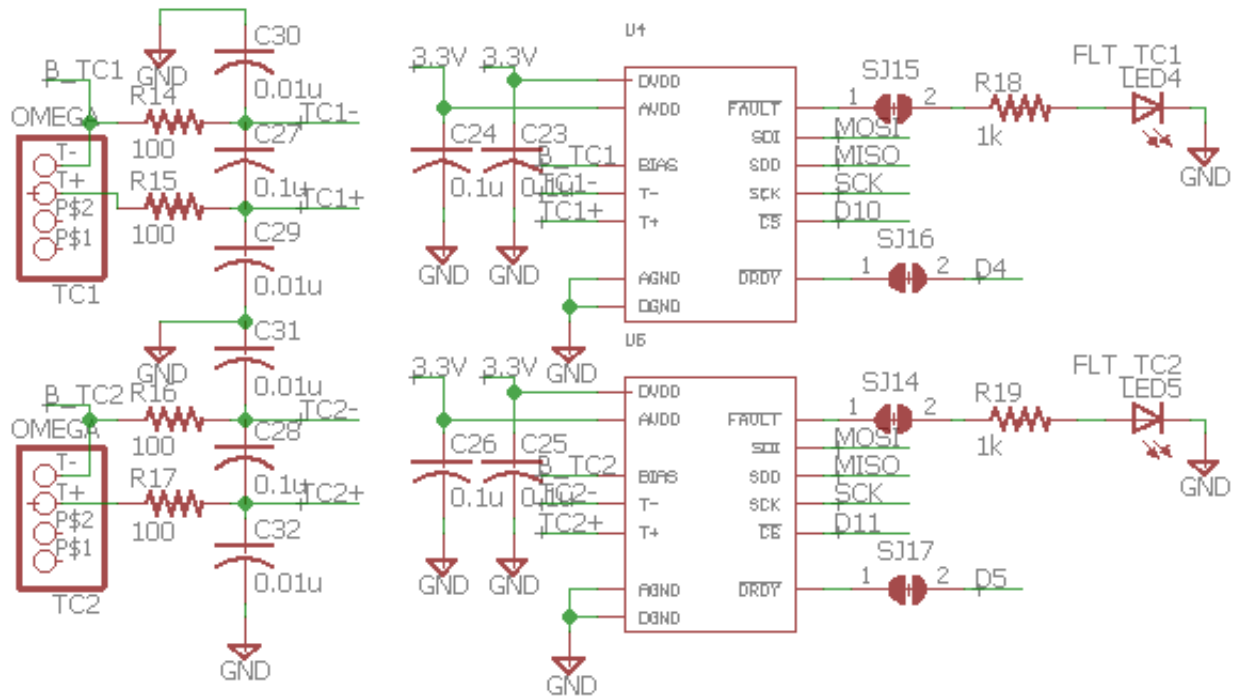 C30
GND
0.01u
B_TC1
R14
100
TC1-
OMEGA
C27
0.1u
T-
T+
P$2
P$1
R15
100
TC1+
C29
0.01u
TC1
GND
C31
0.01u
B_TC2
R16
100
TC2-
OMEGA
C28
0.1u
T-
T+
P$2
P$1
R17
100
TC2+
C32
0.01u
TC2
GND
U4
3.3V 3.3V
C24
0.1u
C23
0.1u
GND GND
B_TC1
TC1-
TC1+
DVDD
AVDD
BIAS
T-
T+
AGND
DGND
GND
FAULT
SDI
SDO
SCK
CS
DRDY
MOSI
MISO
SCK
D10
1 SJ15 2
R18
1k
FLT_TC1
LED4
GND
SJ16
1 2
D4
U6
3.3V 3.3V
C26
0.1u
C25
0.1u
GND GND
B_TC2
TC2-
TC2+
DVDD
AVDD
BIAS
T-
T+
AGND
DGND
GND
FAULT
SDI
SDO
SCK
CS
DRDY
MOSI
MISO
SCK
D11
1 SJ14 2
R19
1k
FLT_TC2
LED5
GND
SJ17
1 2
D5